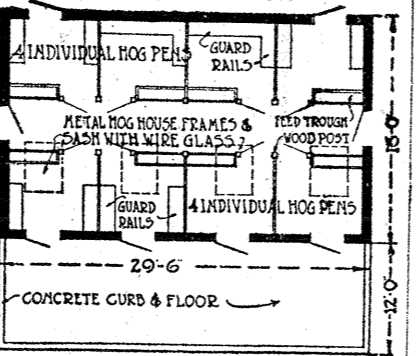 4 INDIVIDUAL HOG PENS
GUARD
RAILS
METAL HOG HOUSE FRAMES &
SASH WITH WIRE GLASS
FEED TROUGH
WOOD POST
GUARD
RAILS
4 INDIVIDUAL HOG PENS
29'-6
CONCRETE CURB & FLOOR
12'-0